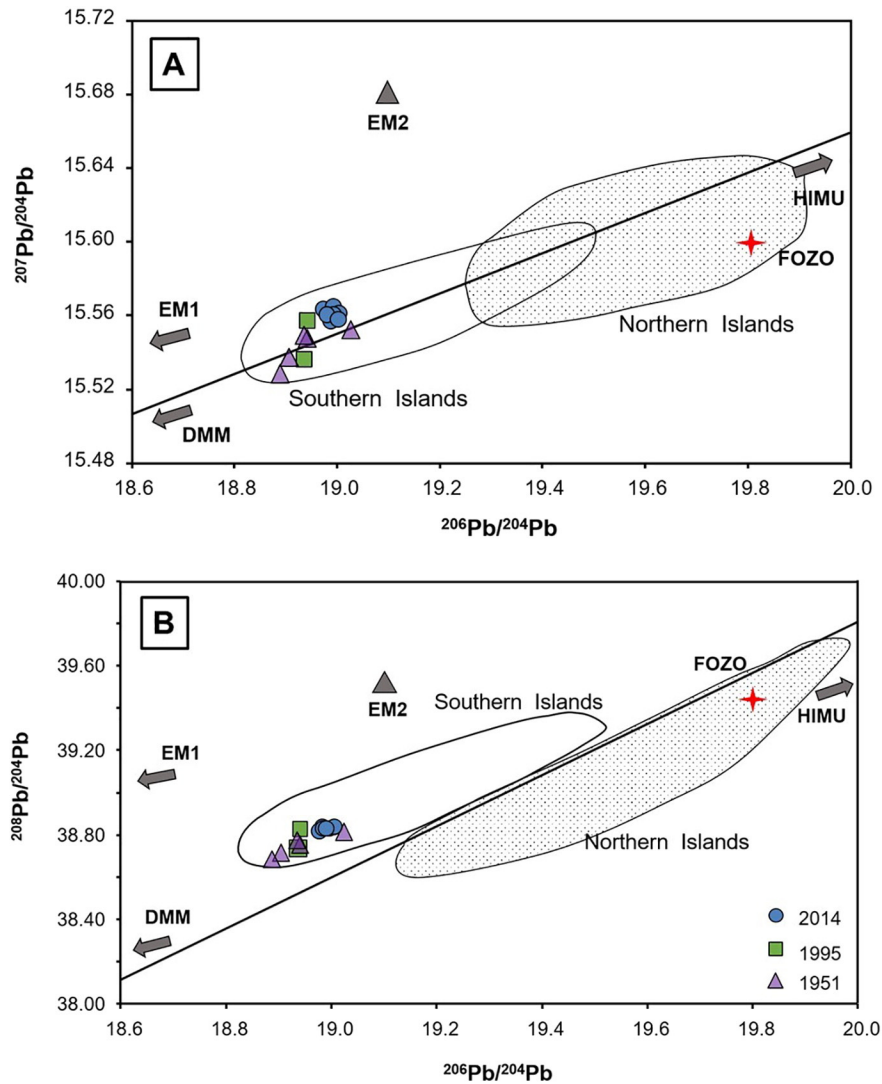 15.72
A
15.68
EM2
15.64
HIMU
²⁰⁷Pb/²⁰⁴Pb
15.60
FOZO
EM1
15.56
Northern Islands
15.52
Southern Islands
DMM
15.48
18.6 18.8 19.0 19.2 19.4 19.6 19.8 20.0
²⁰⁶Pb/²⁰⁴Pb
40.00
B
39.60
FOZO
EM2
Southern Islands
HIMU
EM1
39.20
²⁰⁸Pb/²⁰⁴Pb
38.80
Northern Islands
DMM
2014
38.40
1995
1951
38.00
18.6 18.8 19.0 19.2 19.4 19.6 19.8 20.0
²⁰⁶Pb/²⁰⁴Pb